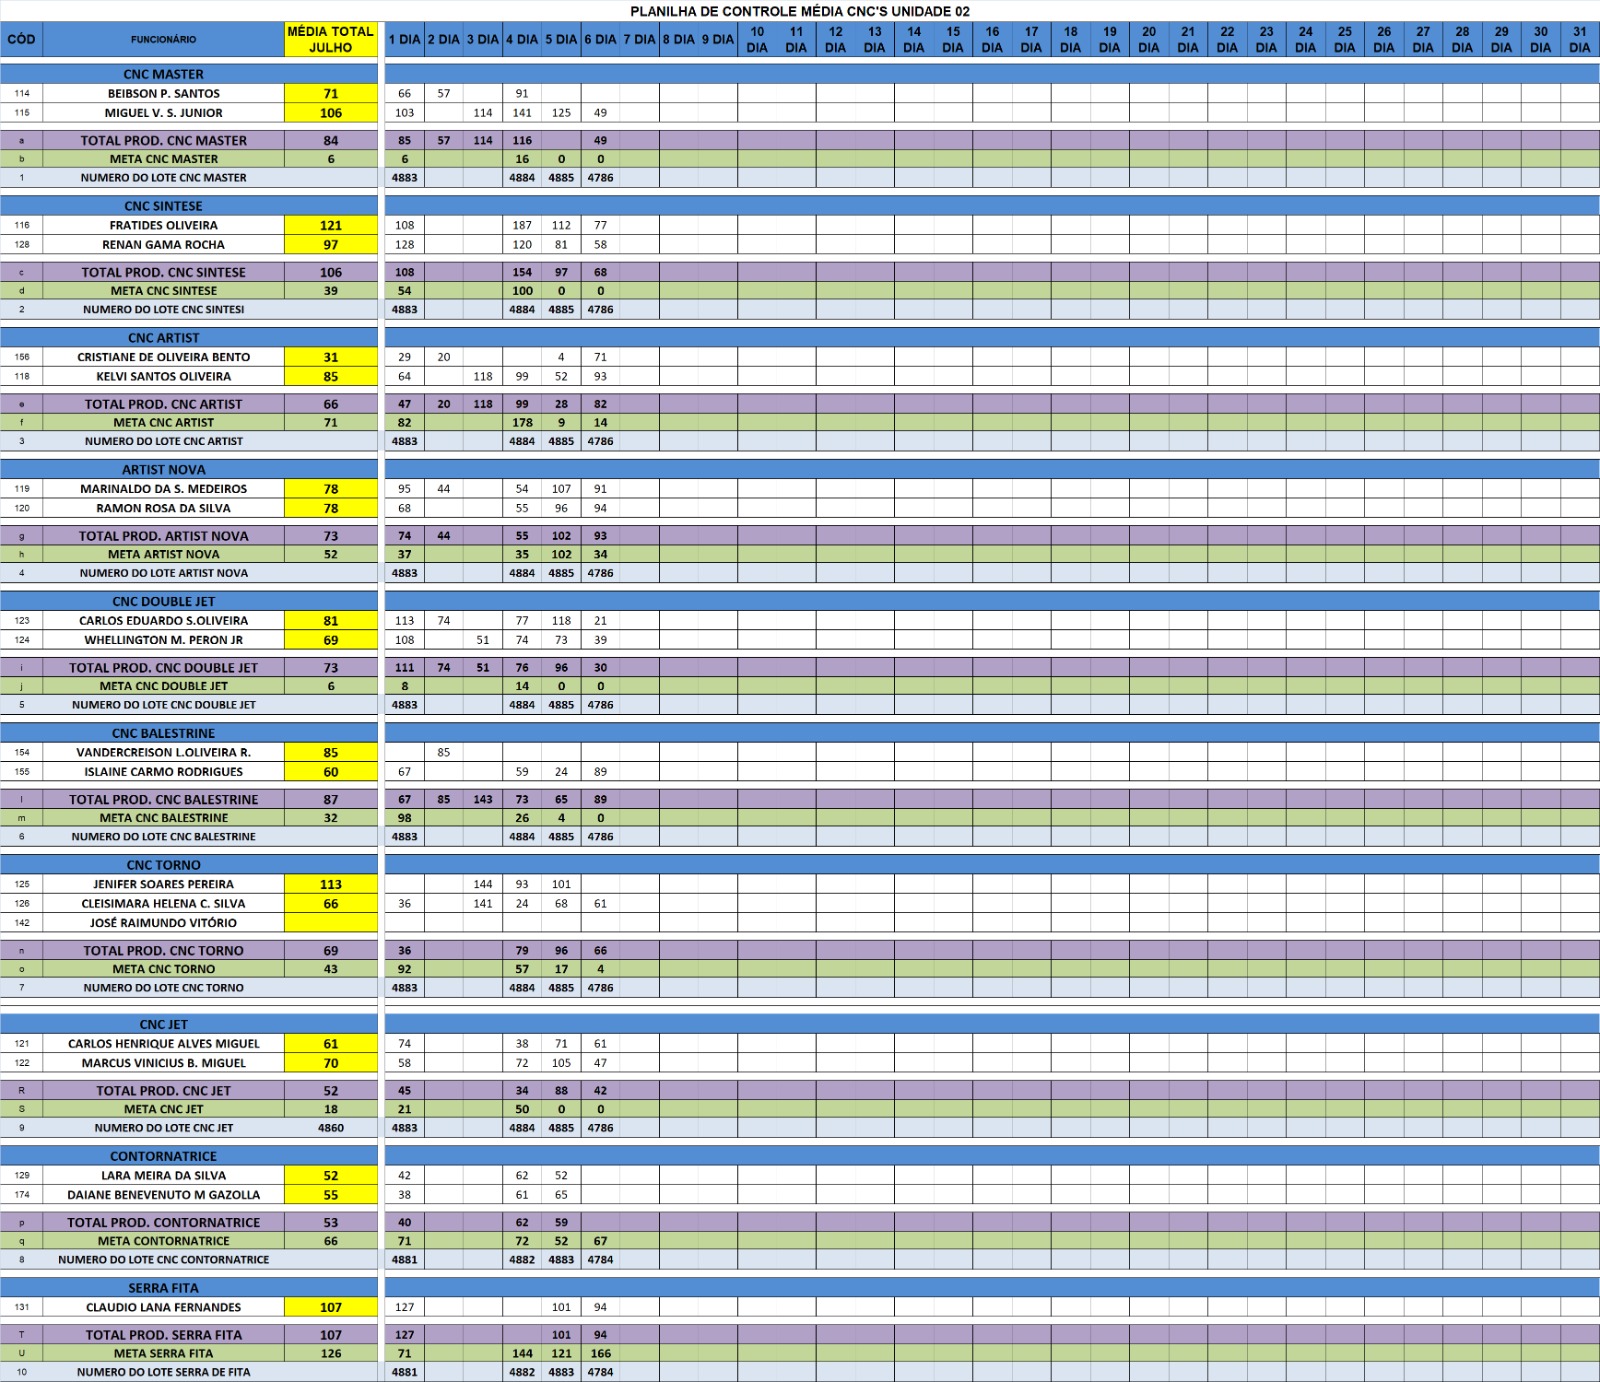 PLANILHA DE CONTROLE MÉDIA CNC'S UNIDADE 02
CÓD FUNCIONÁRIO MÉDIA TOTAL JULHO 1 DIA 2 DIA 3 DIA 4 DIA 5 DIA 6 DIA 7 DIA 8 DIA 9 DIA 10 DIA 11 DIA 12 DIA 13 DIA 14 DIA 15 DIA 16 DIA 17 DIA 18 DIA 19 DIA 20 DIA 21 DIA 22 DIA 23 DIA 24 DIA 25 DIA 26 DIA 27 DIA 28 DIA 29 DIA 30 DIA 31 DIA
CNC MASTER
114 BEIBSON P. SANTOS 71 66 57 91
115 MIGUEL V. S. JUNIOR 106 103 114 141 125 49
a TOTAL PROD. CNC MASTER 84 85 57 114 116 49
b META CNC MASTER 6 6 16 0 0
1 NUMERO DO LOTE CNC MASTER 4883 4884 4885 4786
CNC SINTESE
116 FRATIDES OLIVEIRA 121 108 187 112 77
128 RENAN GAMA ROCHA 97 128 120 81 58
c TOTAL PROD. CNC SINTESE 106 108 154 97 68
d META CNC SINTESE 39 54 100 0 0
2 NUMERO DO LOTE CNC SINTESI 4883 4884 4885 4786
CNC ARTIST
156 CRISTIANE DE OLIVEIRA BENTO 31 29 20 4 71
118 KELVI SANTOS OLIVEIRA 85 64 118 99 52 93
e TOTAL PROD. CNC ARTIST 66 47 20 118 99 28 82
f META CNC ARTIST 71 82 178 9 14
3 NUMERO DO LOTE CNC ARTIST 4883 4884 4885 4786
ARTIST NOVA
119 MARINALDO DA S. MEDEIROS 78 95 44 54 107 91
120 RAMON ROSA DA SILVA 78 68 55 96 94
g TOTAL PROD. ARTIST NOVA 73 74 44 55 102 93
h META ARTIST NOVA 52 37 35 102 34
4 NUMERO DO LOTE ARTIST NOVA 4883 4884 4885 4786
CNC DOUBLE JET
123 CARLOS EDUARDO S.OLIVEIRA 81 113 74 77 118 21
124 WHELLINGTON M. PERON JR 69 108 51 74 73 39
i TOTAL PROD. CNC DOUBLE JET 73 111 74 51 76 96 30
j META CNC DOUBLE JET 6 8 14 0 0
5 NUMERO DO LOTE CNC DOUBLE JET 4883 4884 4885 4786
CNC BALESTRINE
154 VANDERCREISON L.OLIVEIRA R. 85 85
155 ISLAINE CARMO RODRIGUES 60 67 59 24 89
l TOTAL PROD. CNC BALESTRINE 87 67 85 143 73 65 89
m META CNC BALESTRINE 32 98 26 4 0
6 NUMERO DO LOTE CNC BALESTRINE 4883 4884 4885 4786
CNC TORNO
125 JENIFER SOARES PEREIRA 113 144 93 101
126 CLEISIMARA HELENA C. SILVA 66 36 141 24 68 61
142 JOSÉ RAIMUNDO VITÓRIO
n TOTAL PROD. CNC TORNO 69 36 79 96 66
o META CNC TORNO 43 92 57 17 4
7 NUMERO DO LOTE CNC TORNO 4883 4884 4885 4786
CNC JET
121 CARLOS HENRIQUE ALVES MIGUEL 61 74 38 71 61
122 MARCUS VINICIUS B. MIGUEL 70 58 72 105 47
R TOTAL PROD. CNC JET 52 45 34 88 42
S META CNC JET 18 21 50 0 0
9 NUMERO DO LOTE CNC JET 4860 4883 4884 4885 4786
CONTORNATRICE
129 LARA MEIRA DA SILVA 52 42 62 52
174 DAIANE BENEVENUTO M GAZOLLA 55 38 61 65
p TOTAL PROD. CONTORNATRICE 53 40 62 59
q META CONTORNATRICE 66 71 72 52 67
8 NUMERO DO LOTE CNC CONTORNATRICE 4881 4882 4883 4784
SERRA FITA
131 CLAUDIO LANA FERNANDES 107 127 101 94
T TOTAL PROD. SERRA FITA 107 127 101 94
U META SERRA FITA 126 71 144 121 166
10 NUMERO DO LOTE SERRA DE FITA 4881 4882 4883 4784